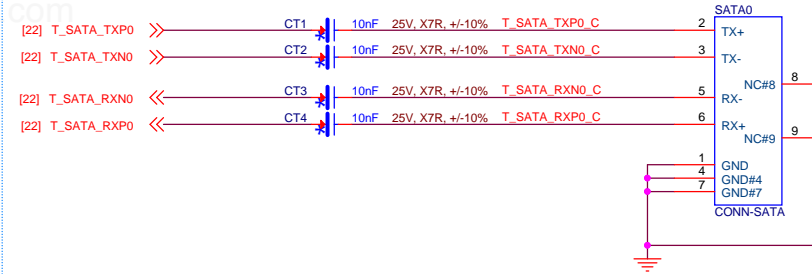 com
SATA0
[22] T_SATA_TXP0 CT1 10nF 25V, X7R, +/-10% T_SATA_TXP0_C 2 TX+
[22] T_SATA_TXN0 CT2 10nF 25V, X7R, +/-10% T_SATA_TXN0_C 3 TX-
NC#8 8
[22] T_SATA_RXN0 CT3 10nF 25V, X7R, +/-10% T_SATA_RXN0_C 5 RX-
[22] T_SATA_RXP0 CT4 10nF 25V, X7R, +/-10% T_SATA_RXP0_C 6 RX+
NC#9 9
1 GND
4 GND#4
7 GND#7
CONN-SATA